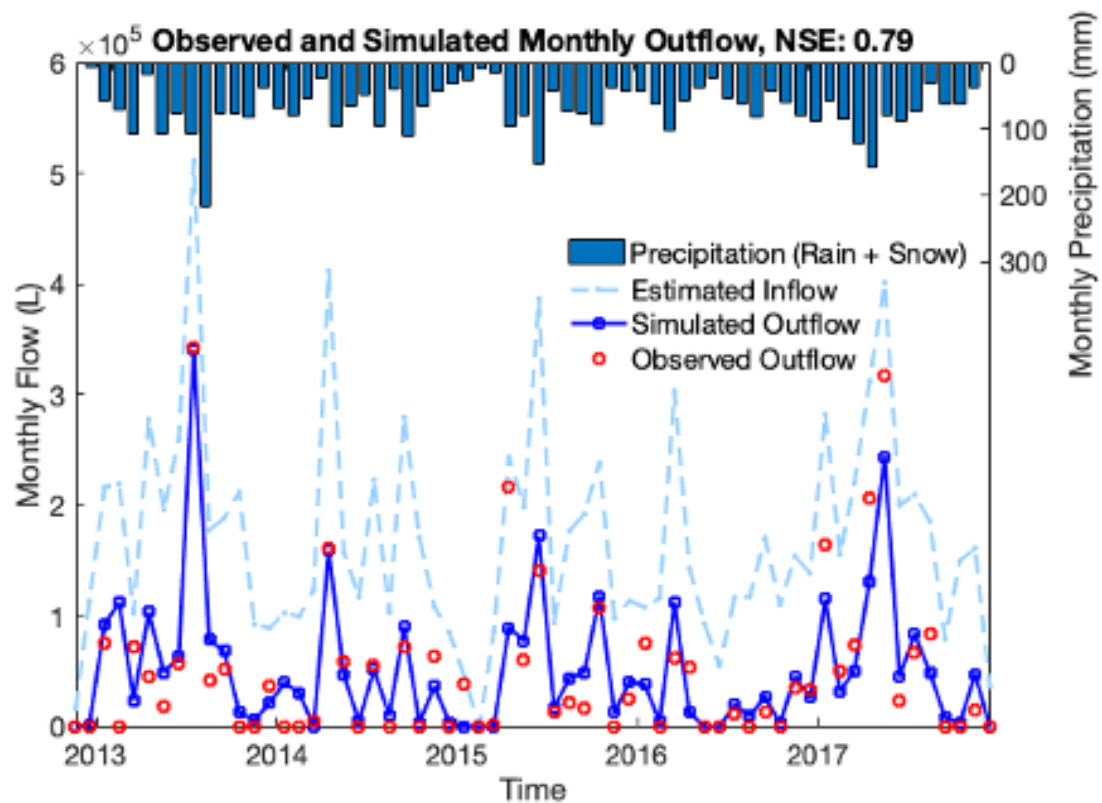 ×10⁵ Observed and Simulated Monthly Outflow, NSE: 0.79
6
5
4
3
2
1
0
Monthly Flow (L)
0
100
200
300
Monthly Precipitation (mm)
Precipitation (Rain + Snow)
Estimated Inflow
Simulated Outflow
Observed Outflow
2013 2014 2015 2016 2017
Time